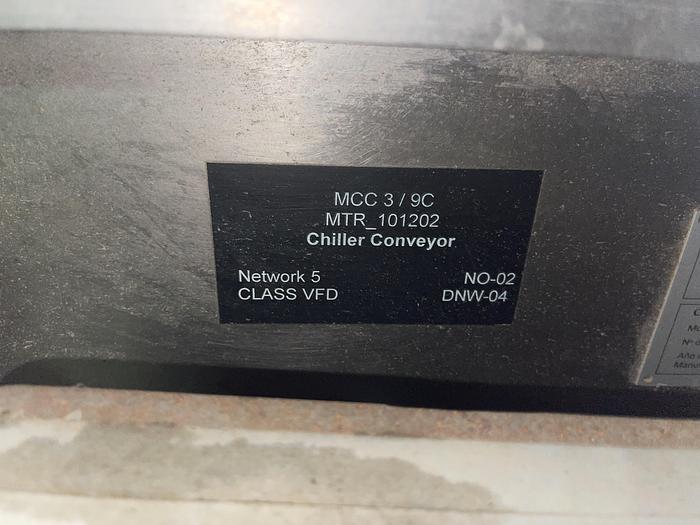 MCC 3 / 9C
MTR_101202
Chiller Conveyor
Network 5 NO-02
CLASS VFD DNW-04